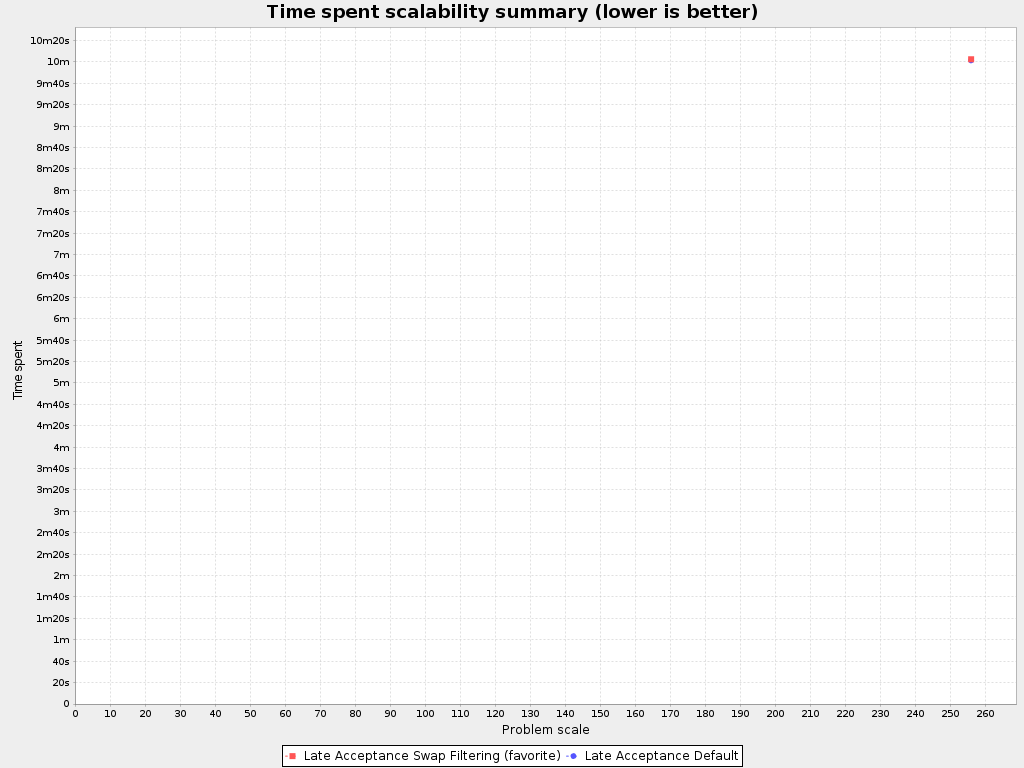 Time spent scalability summary (lower is better)
10m20s
10m
9m40s
9m20s
9m
8m40s
8m20s
8m
7m40s
7m20s
7m
6m40s
6m20s
6m
5m40s
5m20s
5m
4m40s
4m20s
4m
3m40s
3m20s
3m
2m40s
2m20s
2m
1m40s
1m20s
1m
40s
20s
0
Time spent
0 10 20 30 40 50 60 70 80 90 100 110 120 130 140 150 160 170 180 190 200 210 220 230 240 250 260
Problem scale
Late Acceptance Swap Filtering (favorite) Late Acceptance Default